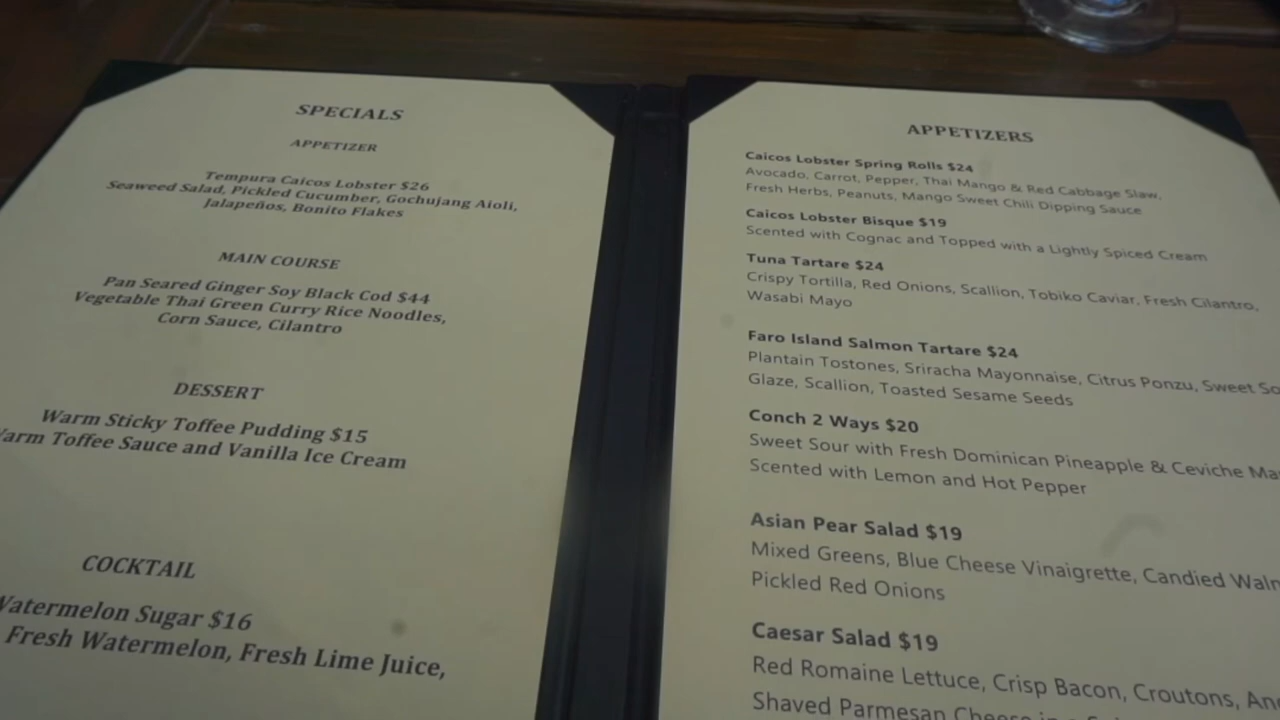 SPECIALS
APPETIZER
Tempura Caicos Lobster $26
Seaweed Salad, Pickled Cucumber, Gochujang Aioli,
Jalapeños, Bonito Flakes
MAIN COURSE
Pan Seared Ginger Soy Black Cod $44
Vegetable Thai Green Curry Rice Noodles,
Corn Sauce, Cilantro
DESSERT
Warm Sticky Toffee Pudding $15
Warm Toffee Sauce and Vanilla Ice Cream
COCKTAIL
Watermelon Sugar $16
Fresh Watermelon, Fresh Lime Juice,
APPETIZERS
Caicos Lobster Spring Rolls $24
Avocado, Carrot, Pepper, Thai Mango & Red Cabbage Slaw,
Fresh Herbs, Peanuts, Mango Sweet Chili Dipping Sauce
Caicos Lobster Bisque $19
Scented with Cognac and Topped with a Lightly Spiced Cream
Tuna Tartare $24
Crispy Tortilla, Red Onions, Scallion, Tobiko Caviar, Fresh Cilantro,
Wasabi Mayo
Faro Island Salmon Tartare $24
Plantain Tostones, Sriracha Mayonnaise, Citrus Ponzu, Sweet
Glaze, Scallion, Toasted Sesame Seeds
Conch 2 Ways $20
Sweet Sour with Fresh Dominican Pineapple & Ceviche
Scented with Lemon and Hot Pepper
Asian Pear Salad $19
Mixed Greens, Blue Cheese Vinaigrette, Candied
Pickled Red Onions
Caesar Salad $19
Red Romaine Lettuce, Crisp Bacon, Croutons,
Shaved Parmesan Cheese